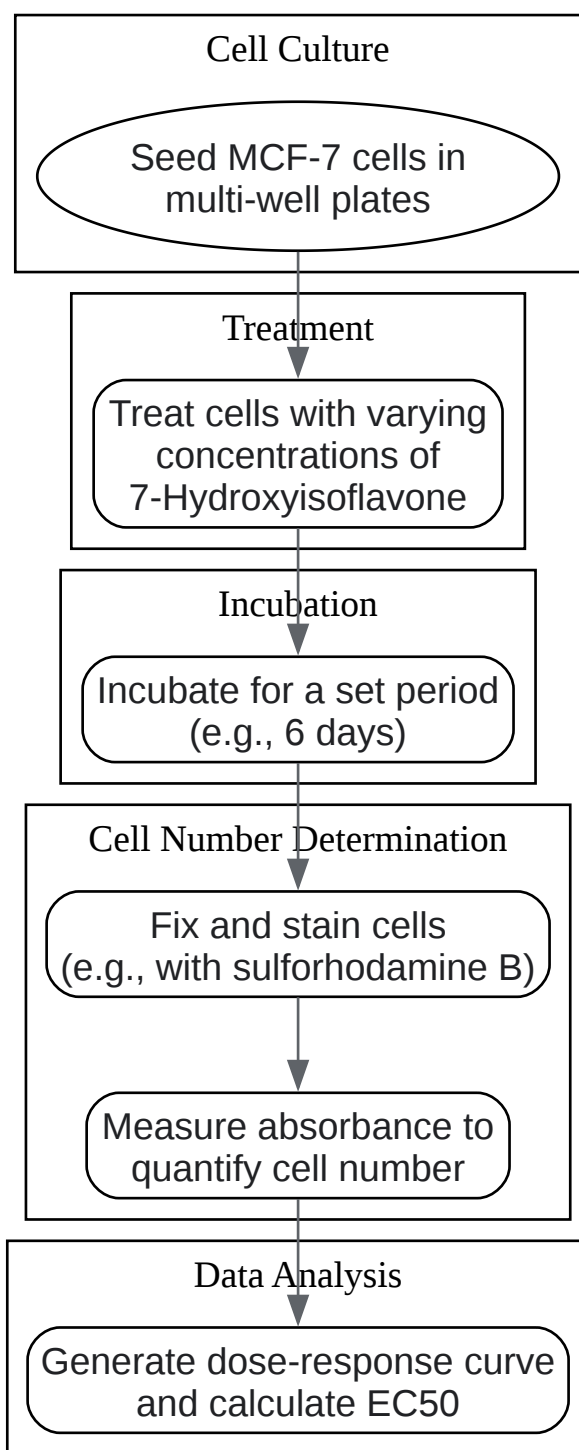 Cell Culture
Seed MCF-7 cells in
multi-well plates
Treatment
Treat cells with varying
concentrations of
7-Hydroxyisoflavone
Incubation
Incubate for a set period
(e.g., 6 days)
Cell Number Determination
Fix and stain cells
(e.g., with sulforhodamine B)
Measure absorbance to
quantify cell number
Data Analysis
Generate dose-response curve
and calculate EC50